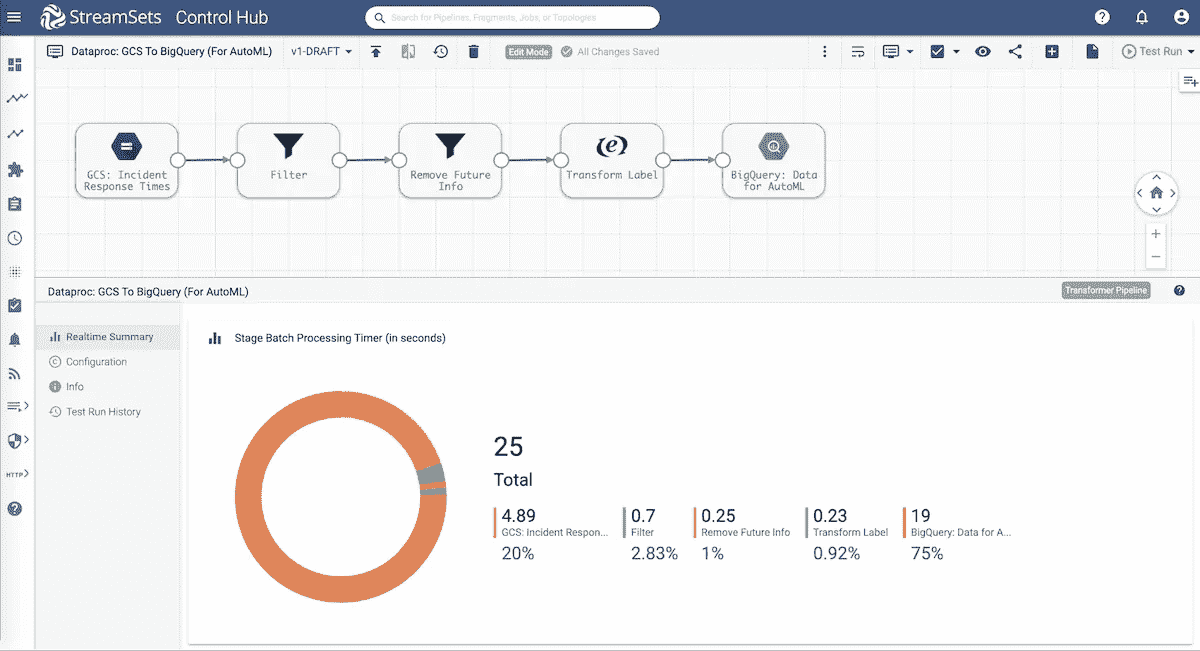 StreamSets Control Hub
Search for Pipelines, Fragments, Jobs, or Topologies
Dataproc: GCS To BigQuery (For AutoML)
v1-DRAFT
Edit Mode
All Changes Saved
Test Run
GCS: Incident
Response Times
Filter
Remove Future
Info
Transform Label
BigQuery: Data
for AutoML
HTTP
Dataproc: GCS To BigQuery (For AutoML)
Transformer Pipeline
Realtime Summary
Configuration
Info
Test Run History
Stage Batch Processing Timer (in seconds)
25
Total
4.89
GCS: Incident Respon...
20%
0.7
Filter
2.83%
0.25
Remove Future Info
1%
0.23
Transform Label
0.92%
19
BigQuery: Data for A...
75%